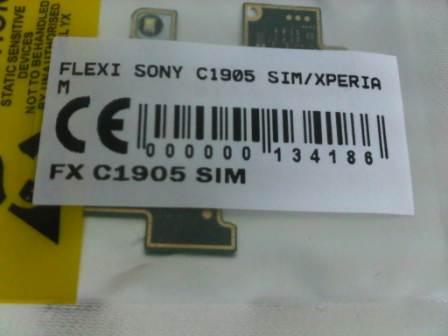 STATIC SENSITIVE
DEVICES
NOT TO BE HANDLED
FLEXI SONY C1905 SIM/XPERIA
M
CE
000000 134186
FX C1905 SIM